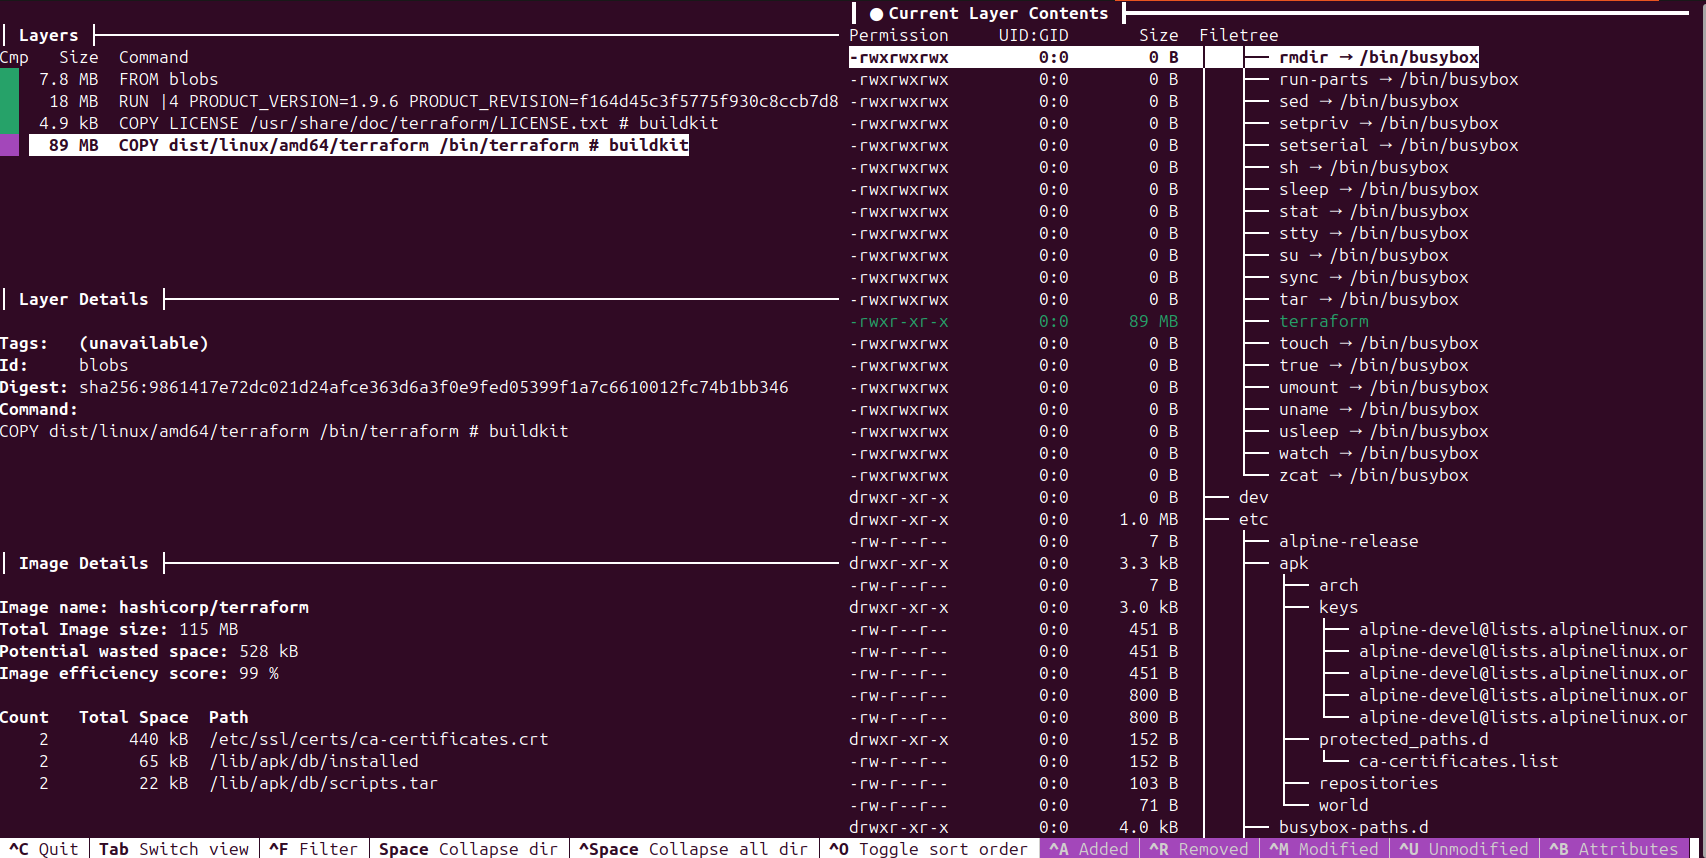 Layers
Cmp Size Command
7.8 MB FROM blobs
18 MB RUN |4 PRODUCT_VERSION=1.9.6 PRODUCT_REVISION=f164d45c3f5775f930c8ccb7d8
4.9 kB COPY LICENSE /usr/share/doc/terraform/LICENSE.txt # buildkit
89 MB COPY dist/linux/amd64/terraform /bin/terraform # buildkit
Layer Details
Tags: (unavailable)
Id: blobs
Digest: sha256:9861417e72dc021d24afce363d6a3f0e9fed05399f1a7c6610012fc74b1bb346
Command:
COPY dist/linux/amd64/terraform /bin/terraform # buildkit
Image Details
Image name: hashicorp/terraform
Total Image size: 115 MB
Potential wasted space: 528 kB
Image efficiency score: 99 %
Count Total Space Path
2 440 kB /etc/ssl/certs/ca-certificates.crt
2 65 kB /lib/apk/db/installed
2 22 kB /lib/apk/db/scripts.tar
● Current Layer Contents
Permission UID:GID Size Filetree
-rwxrwxrwx 0:0 0 B rmdir → /bin/busybox
-rwxrwxrwx 0:0 0 B run-parts → /bin/busybox
-rwxrwxrwx 0:0 0 B sed → /bin/busybox
-rwxrwxrwx 0:0 0 B setpriv → /bin/busybox
-rwxrwxrwx 0:0 0 B setserial → /bin/busybox
-rwxrwxrwx 0:0 0 B sh → /bin/busybox
-rwxrwxrwx 0:0 0 B sleep → /bin/busybox
-rwxrwxrwx 0:0 0 B stat → /bin/busybox
-rwxrwxrwx 0:0 0 B stty → /bin/busybox
-rwxrwxrwx 0:0 0 B su → /bin/busybox
-rwxrwxrwx 0:0 0 B sync → /bin/busybox
-rwxrwxrwx 0:0 0 B tar → /bin/busybox
-rwxr-xr-x 0:0 89 MB terraform
-rwxrwxrwx 0:0 0 B touch → /bin/busybox
-rwxrwxrwx 0:0 0 B true → /bin/busybox
-rwxrwxrwx 0:0 0 B umount → /bin/busybox
-rwxrwxrwx 0:0 0 B uname → /bin/busybox
-rwxrwxrwx 0:0 0 B usleep → /bin/busybox
-rwxrwxrwx 0:0 0 B watch → /bin/busybox
-rwxrwxrwx 0:0 0 B zcat → /bin/busybox
drwxr-xr-x 0:0 0 B dev
drwxr-xr-x 0:0 1.0 MB etc
-rw-r--r-- 0:0 7 B alpine-release
drwxr-xr-x 0:0 3.3 kB apk
-rw-r--r-- 0:0 7 B arch
drwxr-xr-x 0:0 3.0 kB keys
-rw-r--r-- 0:0 451 B alpine-devel@lists.alpinelinux.or
-rw-r--r-- 0:0 451 B alpine-devel@lists.alpinelinux.or
-rw-r--r-- 0:0 451 B alpine-devel@lists.alpinelinux.or
-rw-r--r-- 0:0 800 B alpine-devel@lists.alpinelinux.or
-rw-r--r-- 0:0 800 B alpine-devel@lists.alpinelinux.or
drwxr-xr-x 0:0 152 B protected_paths.d
-rw-r--r-- 0:0 152 B ca-certificates.list
-rw-r--r-- 0:0 103 B repositories
-rw-r--r-- 0:0 71 B world
drwxr-xr-x 0:0 4.0 kB busybox-paths.d
^C Quit Tab Switch view ^F Filter Space Collapse dir ^Space Collapse all dir ^O Toggle sort order ^A Added ^R Removed ^M Modified ^U Unmodified ^B Attributes